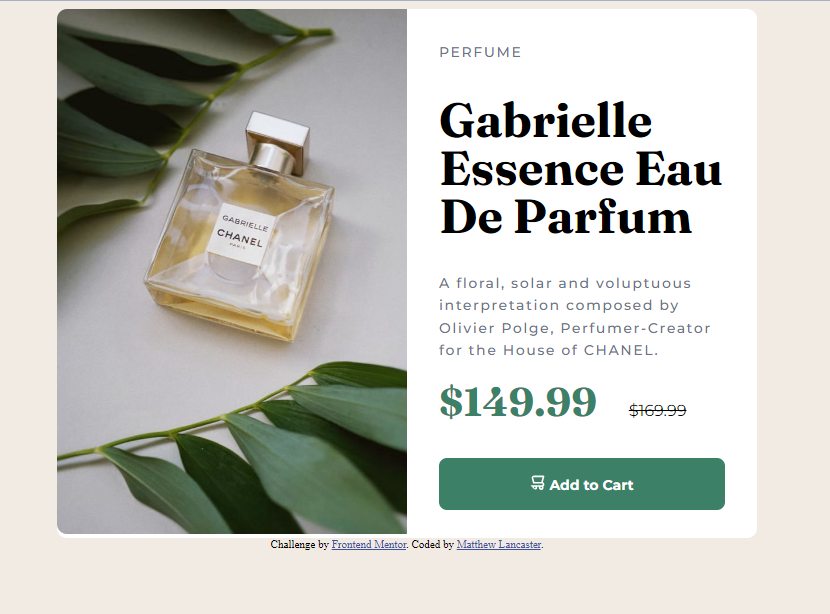 PERFUME
Gabrielle
Essence Eau
De Parfum
GABRIELLE
CHANEL
PARIS
A floral, solar and voluptuous
interpretation composed by
Olivier Polge, Perfumer-Creator
for the House of CHANEL.
$149.99 $169.99
Add to Cart
Challenge by Frontend Mentor. Coded by Matthew Lancaster.